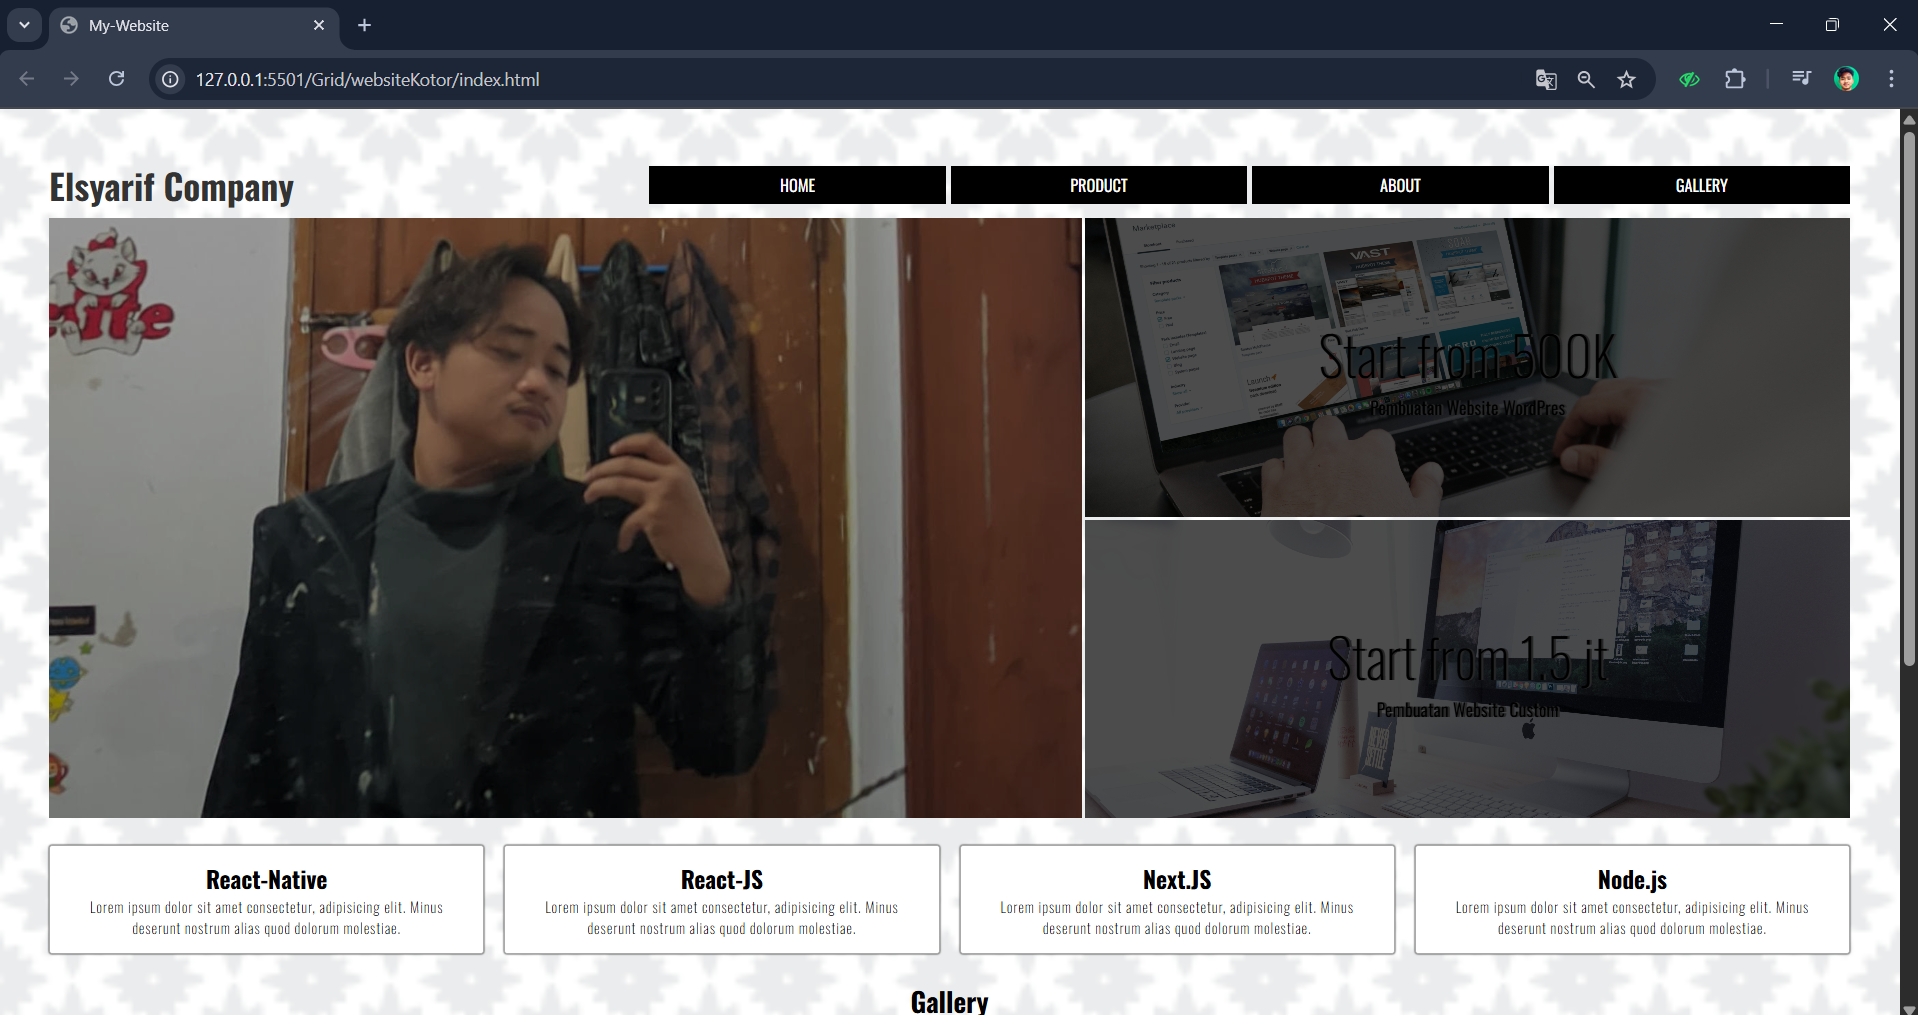 My-Website
127.0.0.1:5501/Grid/websiteKotor/index.html
Elsyarif Company
HOME
PRODUCT
ABOUT
GALLERY
Marketplace
VAST
Launch
Start from 500K
Pembuatan Website WordPres
Start from 1.5 jt
Pembuatan Website Custom
NEVER
SETTLE
React-Native
Lorem ipsum dolor sit amet consectetur, adipisicing elit. Minus
deserunt nostrum alias quod dolorum molestiae.
React-JS
Lorem ipsum dolor sit amet consectetur, adipisicing elit. Minus
deserunt nostrum alias quod dolorum molestiae.
Next.JS
Lorem ipsum dolor sit amet consectetur, adipisicing elit. Minus
deserunt nostrum alias quod dolorum molestiae.
Node.js
Lorem ipsum dolor sit amet consectetur, adipisicing elit. Minus
deserunt nostrum alias quod dolorum molestiae.
Gallery